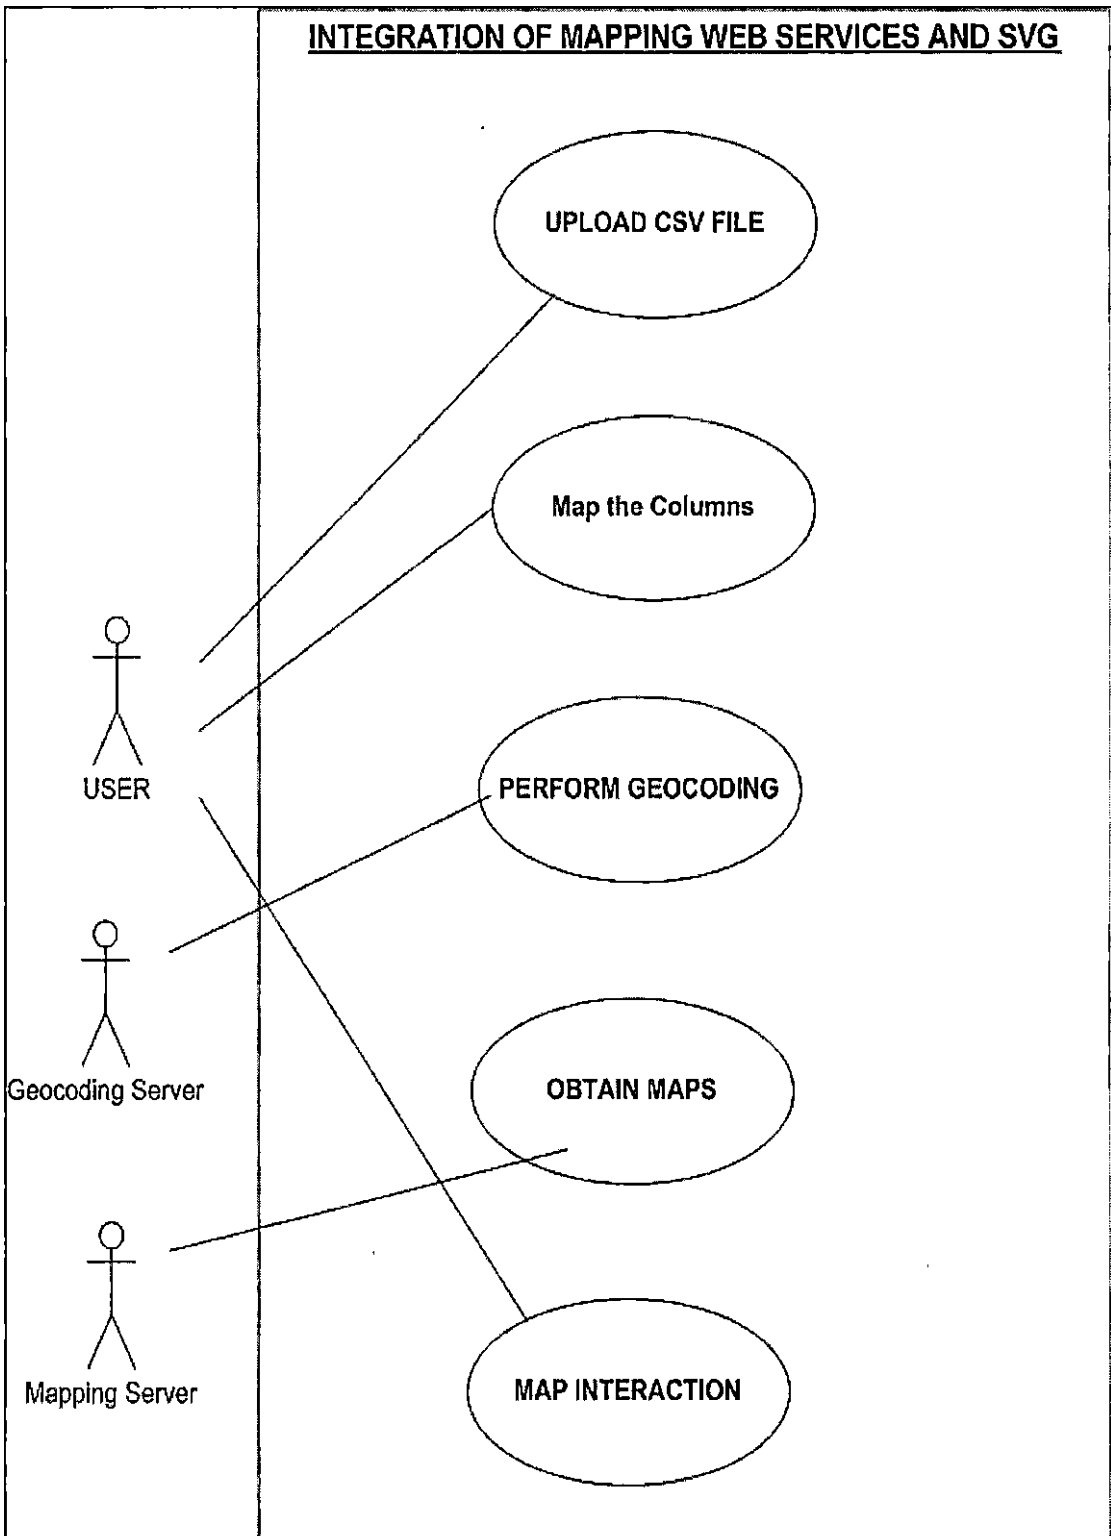 INTEGRATION OF MAPPING WEB SERVICES AND SVG
UPLOAD CSV FILE
Map the Columns
USER
PERFORM GEOCODING
Geocoding Server
OBTAIN MAPS
Mapping Server
MAP INTERACTION